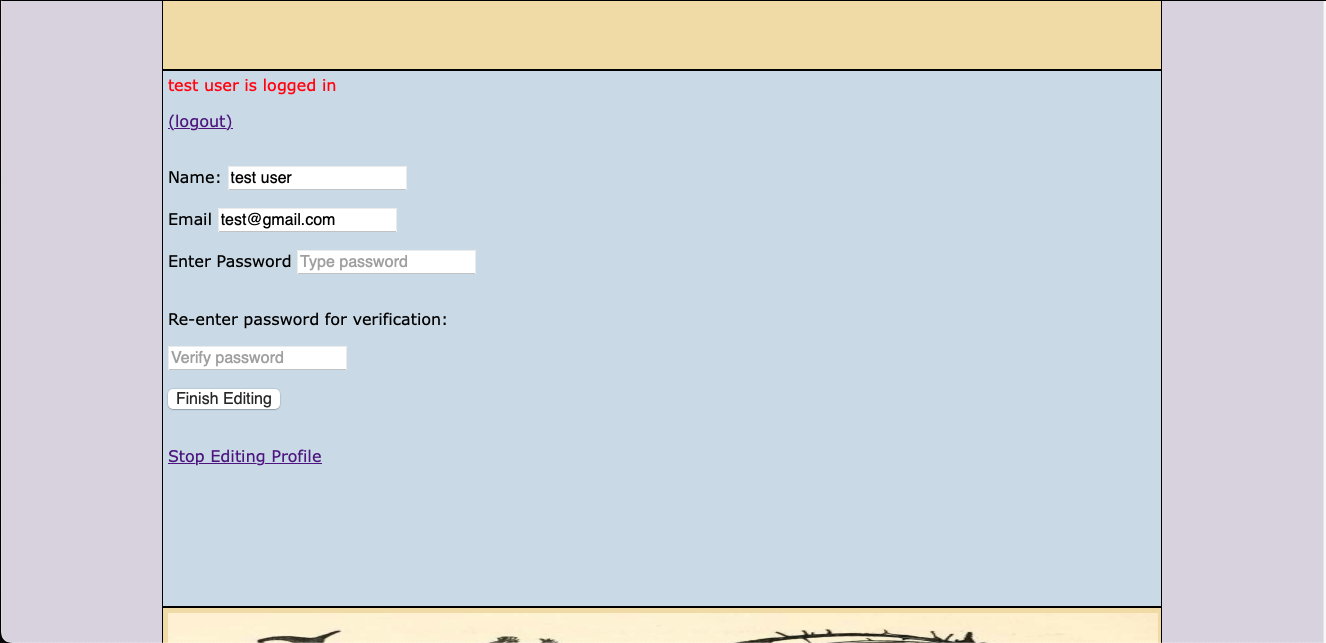 test user is logged in
(logout)
Name: test user
Email test@gmail.com
Enter Password Type password
Re-enter password for verification:
Verify password
Finish Editing
Stop Editing Profile